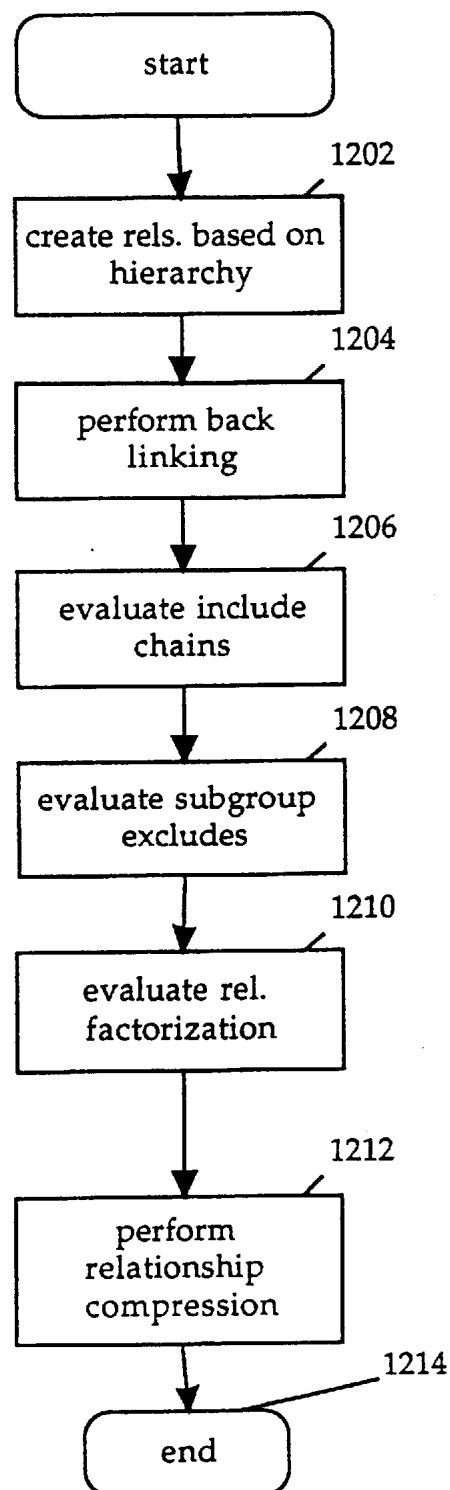 start
1202
create rels. based on
hierarchy
1204
perform back
linking
1206
evaluate include
chains
1208
evaluate subgroup
excludes
1210
evaluate rel.
factorization
1212
perform
relationship
compression
1214
end